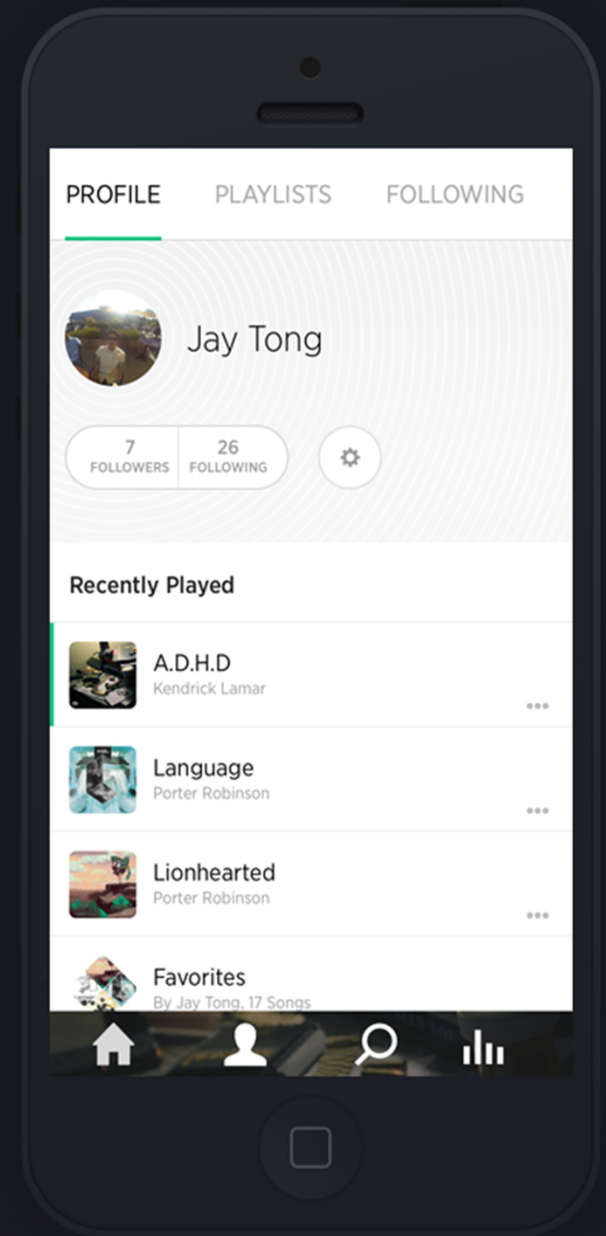 PROFILE PLAYLISTS FOLLOWING
Jay Tong
7 26
FOLLOWERS FOLLOWING
Recently Played
A.D.H.D
Kendrick Lamar
Language
Porter Robinson
Lionhearted
Porter Robinson
Favorites
By Jay Tong, 17 Songs